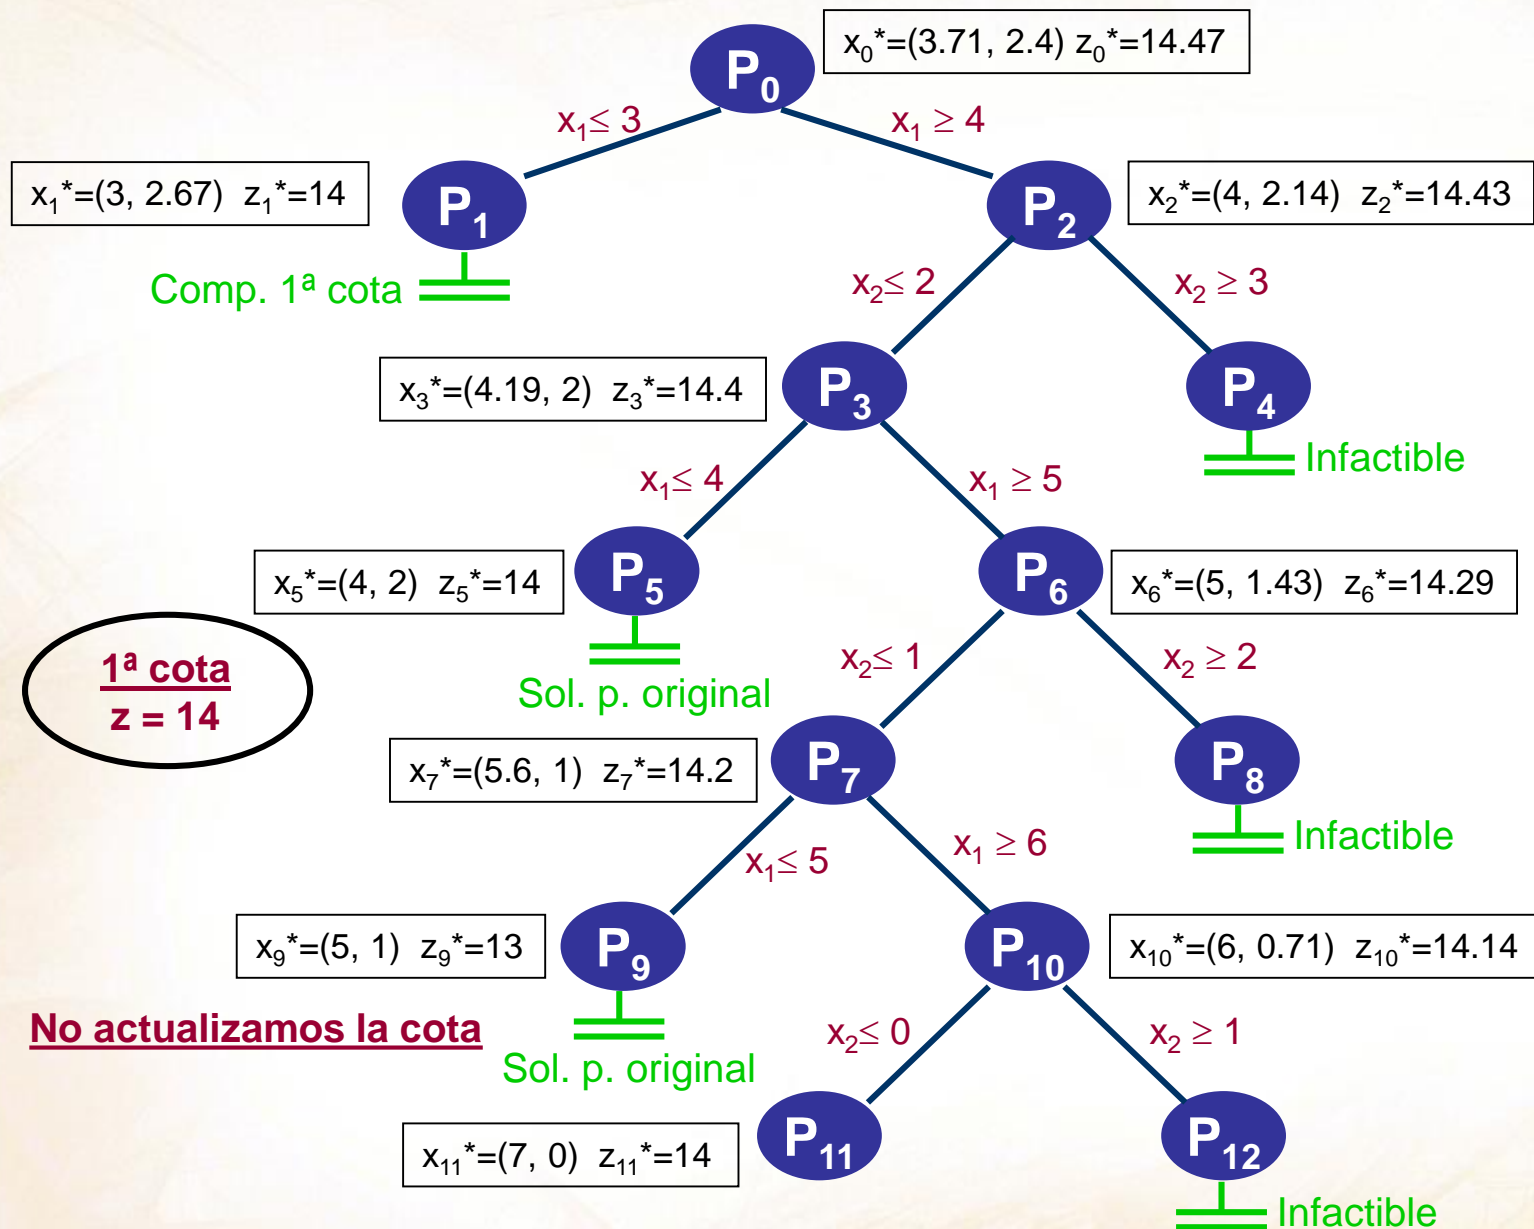 x₀*=(3.71, 2.4) z₀*=14.47
P₀
x₁≤ 3
x₁ ≥ 4
x₁*=(3, 2.67) z₁*=14
P₁
P₂
x₂*=(4, 2.14) z₂*=14.43
Comp. 1ª cota
x₂≤ 2
x₂ ≥ 3
x₃*=(4.19, 2) z₃*=14.4
P₃
P₄
Infactible
x₁≤ 4
x₁ ≥ 5
x₅*=(4, 2) z₅*=14
P₅
P₆
x₆*=(5, 1.43) z₆*=14.29
1ª cota
z = 14
Sol. p. original
x₂≤ 1
x₂ ≥ 2
x₇*=(5.6, 1) z₇*=14.2
P₇
P₈
Infactible
x₁≤ 5
x₁ ≥ 6
x₉*=(5, 1) z₉*=13
P₉
P₁₀
x₁₀*=(6, 0.71) z₁₀*=14.14
No actualizamos la cota
Sol. p. original
x₂≤ 0
x₂ ≥ 1
x₁₁*=(7, 0) z₁₁*=14
P₁₁
P₁₂
Infactible